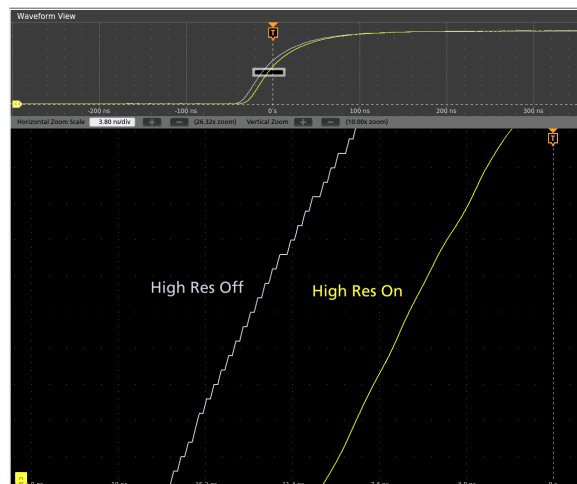 Waveform View
T
-200 ns -100 ns 0 s 100 ns 200 ns 300 ns
Horizontal Zoom Scale 3.80 ns/div + − (26.32x zoom) Vertical Zoom + − (10.00x zoom)
T
High Res Off
High Res On